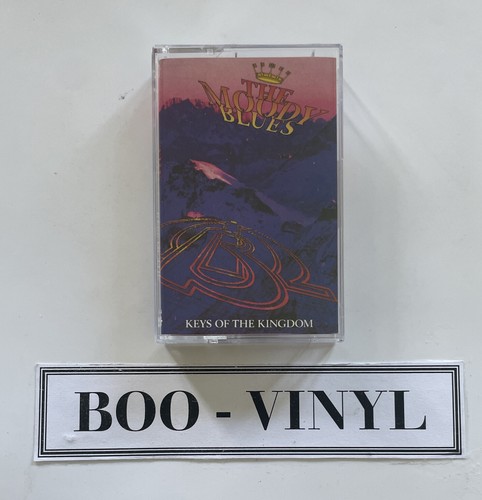 THE
MOODY
BLUES
KEYS OF THE KINGDOM
BOO - VINYL